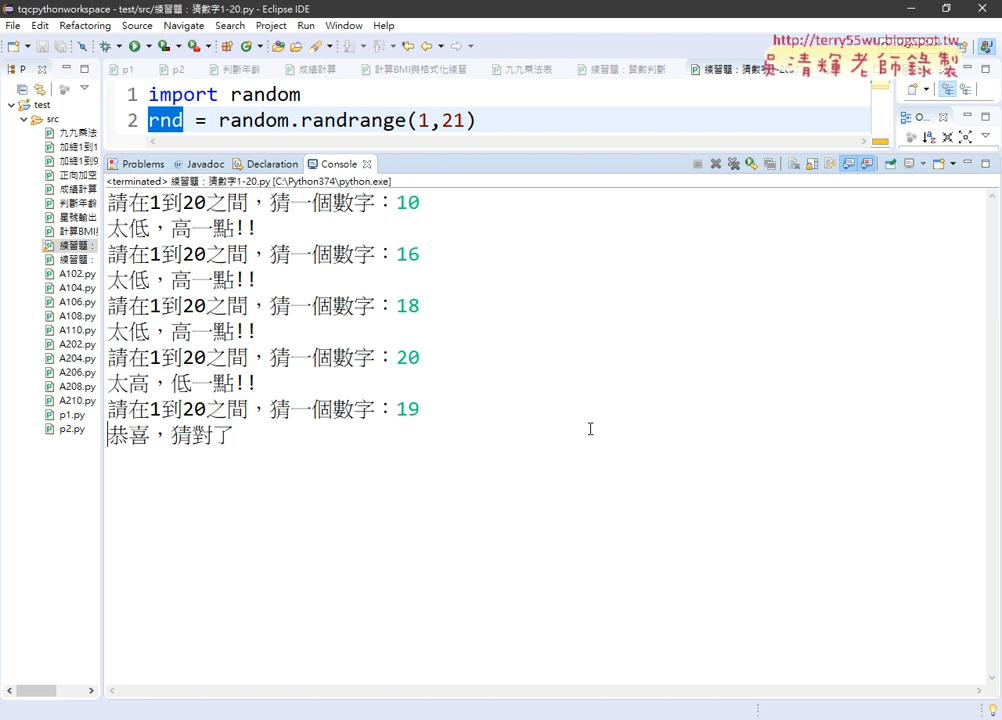 tqcpythonworkspace - test/src/練習題：猜數字1-20.py - Eclipse IDE
File Edit Refactoring Source Navigate Search Project Run Window Help
http://terry55wu.blogspot.tw
吳清輝老師錄製
P
p1 p2 判斷年齡 成績計算 計算BMI與格式化練習 九九乘法表 練習題：質數判斷 練習題：猜數
test
src
九九乘法
加總1到1
加總1到9
正向加空
成績計算
判斷年齡
星號輸出
計算BMI
練習題：
練習題：
A102.py
A104.py
A106.py
A108.py
A110.py
A202.py
A204.py
A206.py
A208.py
A210.py
p1.py
p2.py
1 import random
2 rnd = random.randrange(1,21)
O...
Problems Javadoc Declaration Console
<terminated> 練習題：猜數字1-20.py [C:\Python374\python.exe]
請在1到20之間，猜一個數字：10
太低，高一點!!
請在1到20之間，猜一個數字：16
太低，高一點!!
請在1到20之間，猜一個數字：18
太低，高一點!!
請在1到20之間，猜一個數字：20
太高，低一點!!
請在1到20之間，猜一個數字：19
恭喜，猜對了